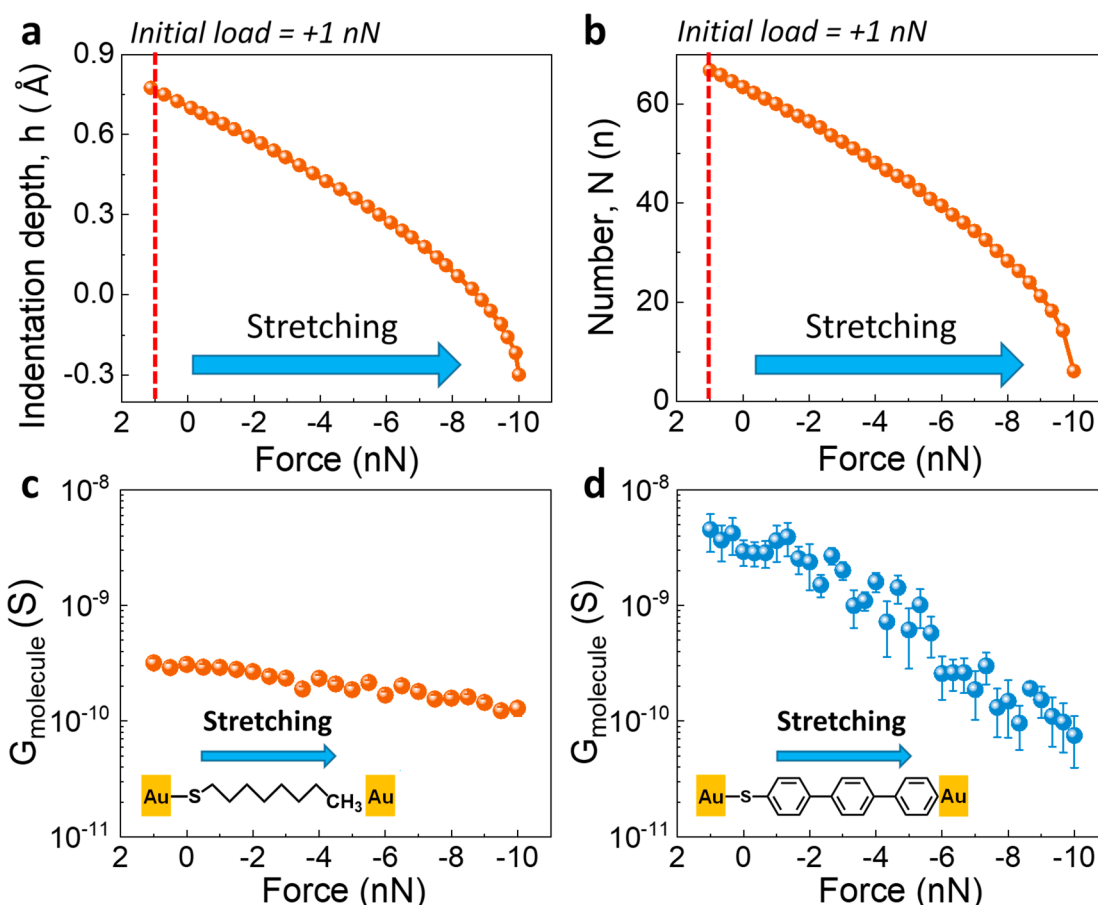 a
Initial load = +1 nN
Indentation depth, h ( Å)
0.9
0.6
0.3
0.0
-0.3
Stretching
2 0 -2 -4 -6 -8 -10
Force (nN)
b
Initial load = +1 nN
Number, N (n)
60
40
20
0
Stretching
2 0 -2 -4 -6 -8 -10
Force (nN)
c
G_molecule (S)
10^-8
10^-9
10^-10
10^-11
Stretching
Au S CH3 Au
2 0 -2 -4 -6 -8 -10
Force (nN)
d
G_molecule (S)
10^-8
10^-9
10^-10
10^-11
Stretching
Au S Au
2 0 -2 -4 -6 -8 -10
Force (nN)